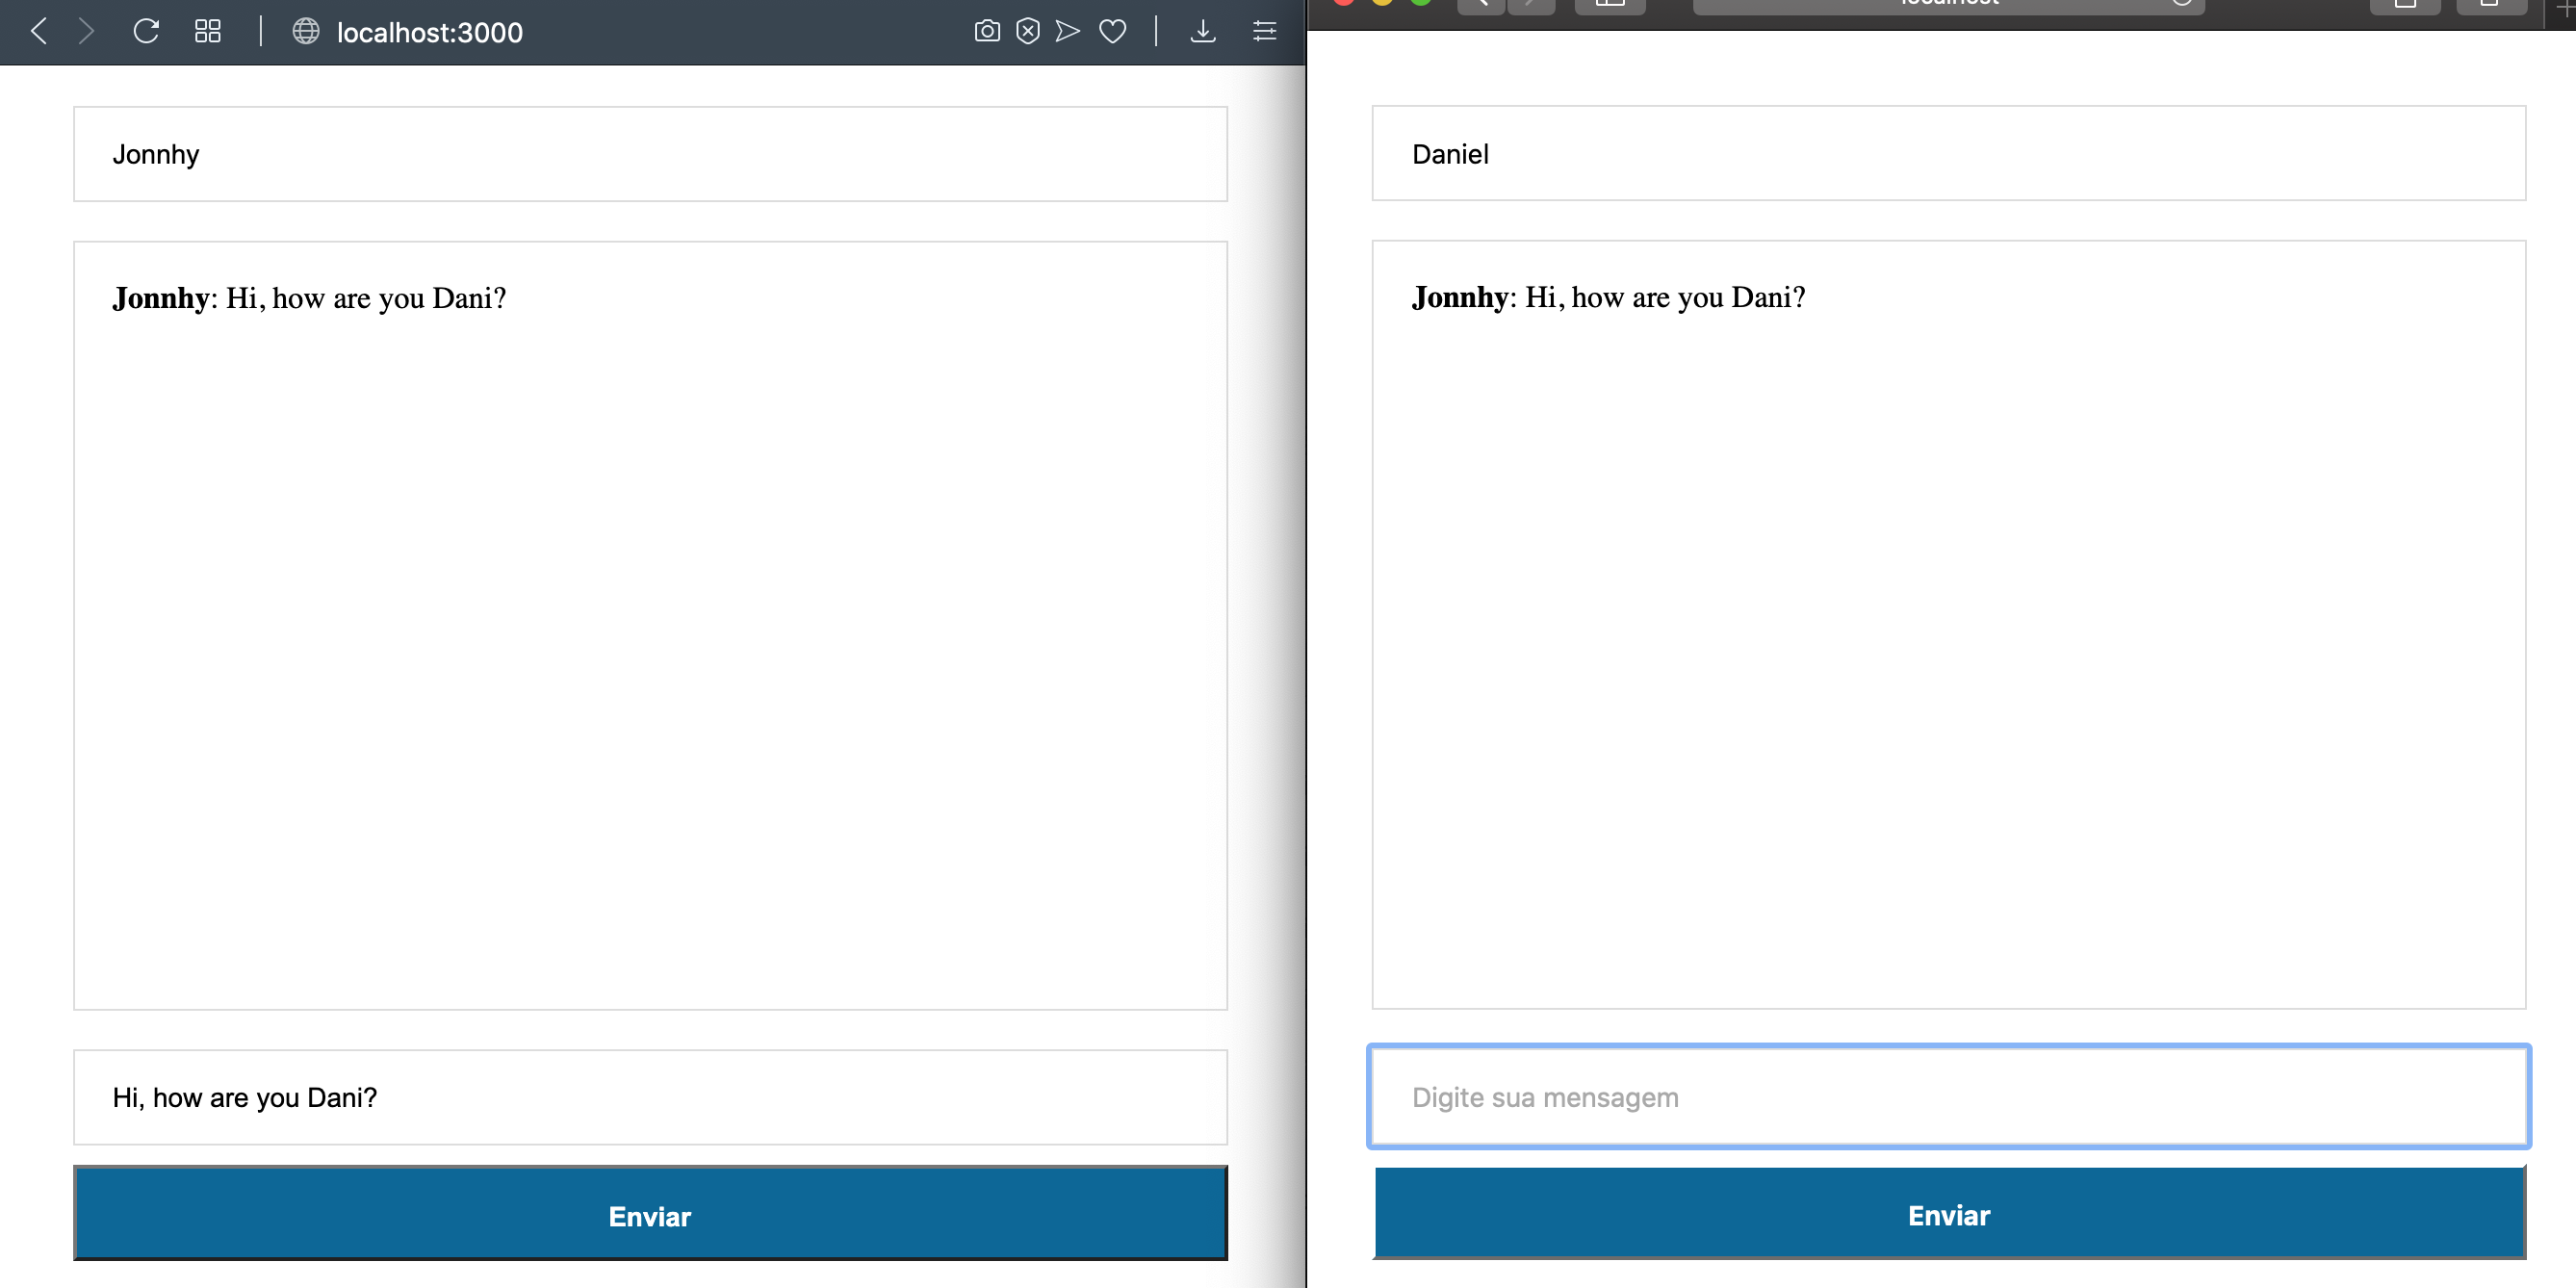 localhost:3000
Jonnhy
Jonnhy: Hi, how are you Dani?
Hi, how are you Dani?
Enviar
localhost
Daniel
Jonnhy: Hi, how are you Dani?
Digite sua mensagem
Enviar